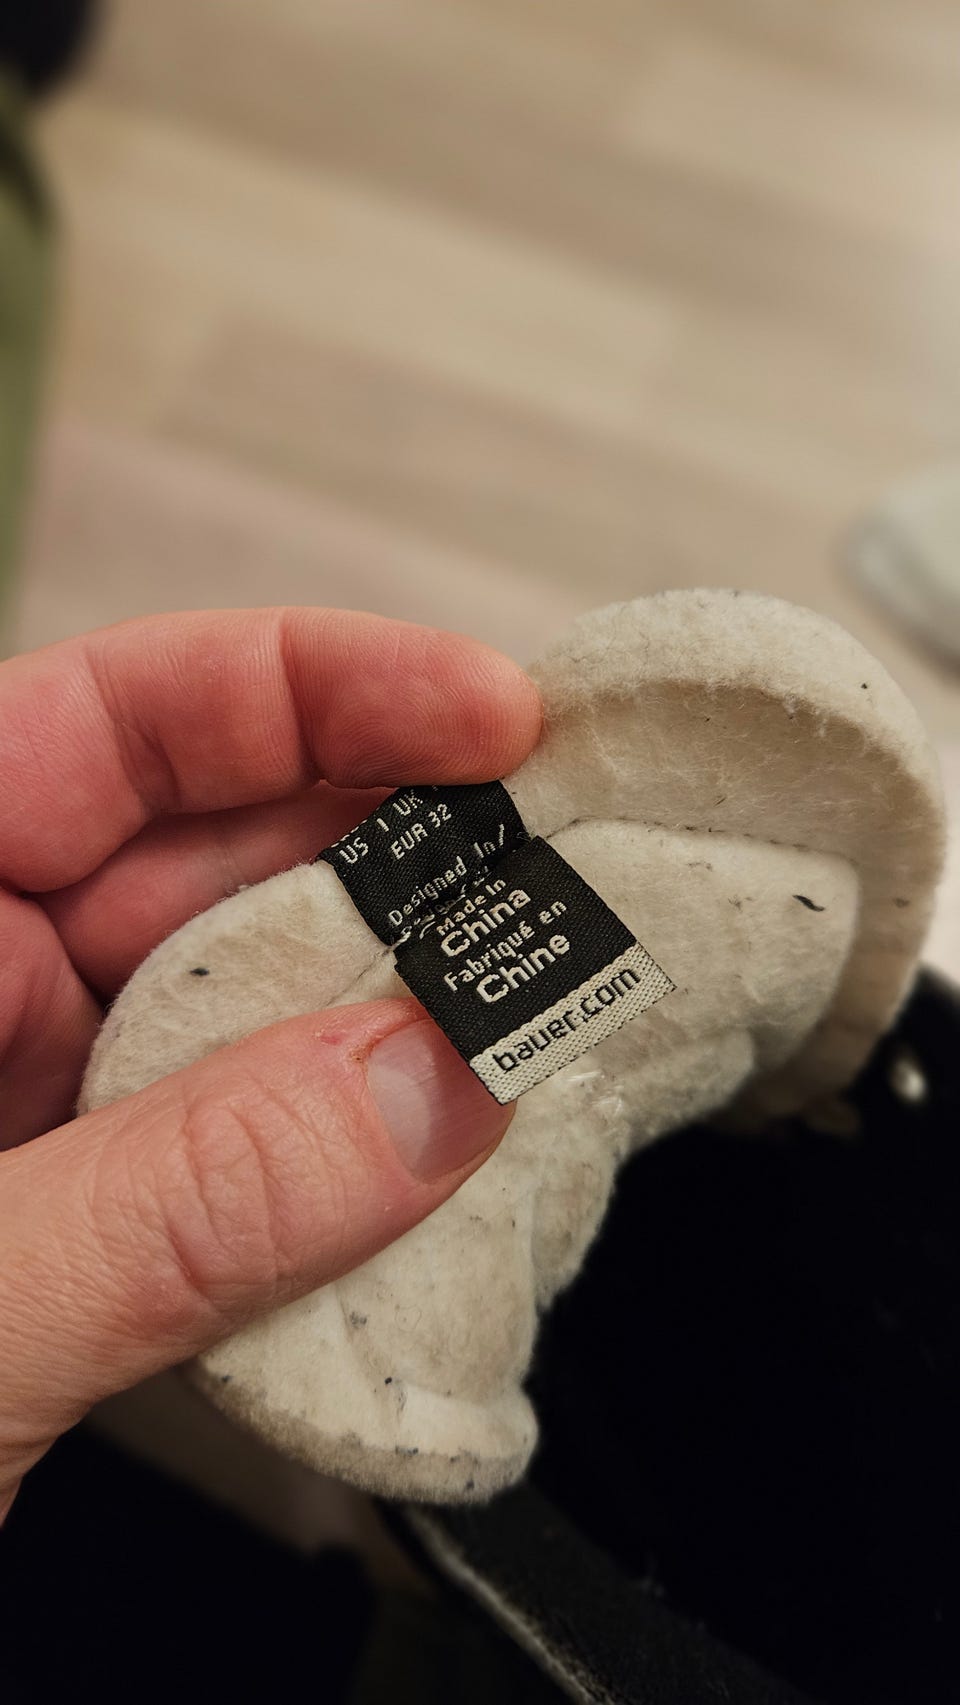 US 1 UK
EUR 32
Designed In/
Made In
China
Fabriqué en
Chine
bauer.com